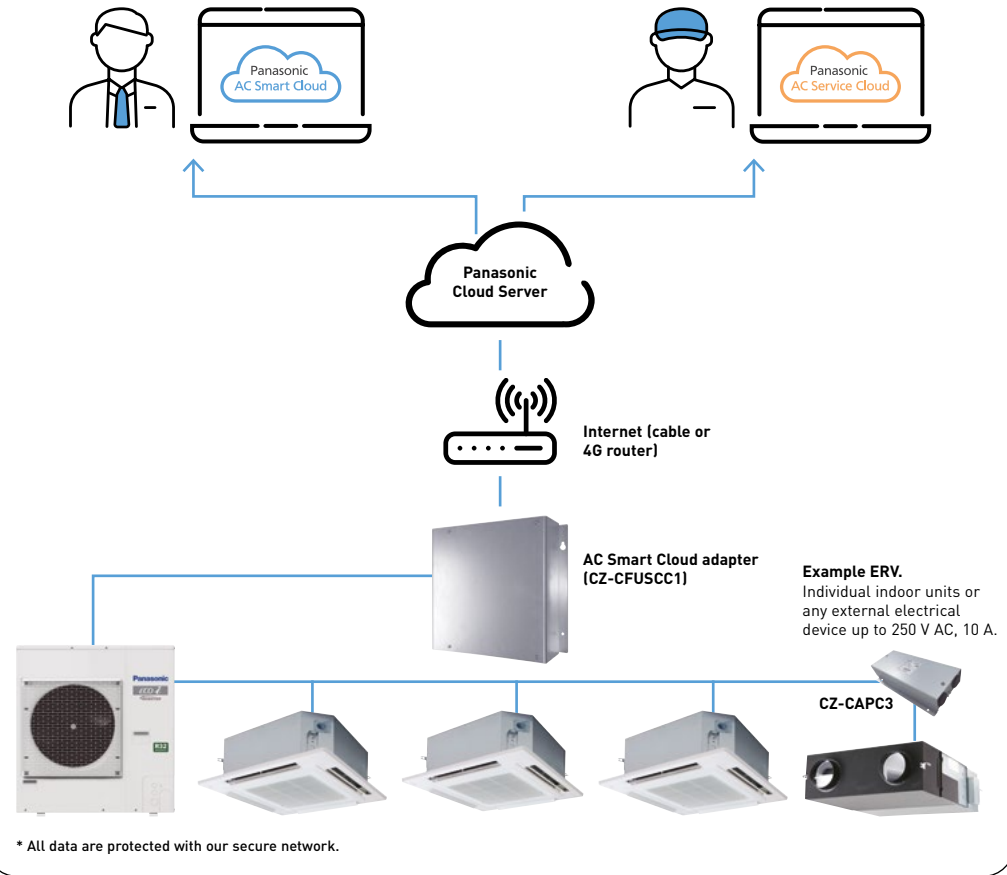 Panasonic
AC Smart Cloud
Panasonic
AC Service Cloud
Panasonic
Cloud Server
Internet (cable or
4G router)
AC Smart Cloud adapter
(CZ-CFUSCC1)
Example ERV.
Individual indoor units or
any external electrical
device up to 250 V AC, 10 A.
CZ-CAPC3
Panasonic
eco i
R32
* All data are protected with our secure network.